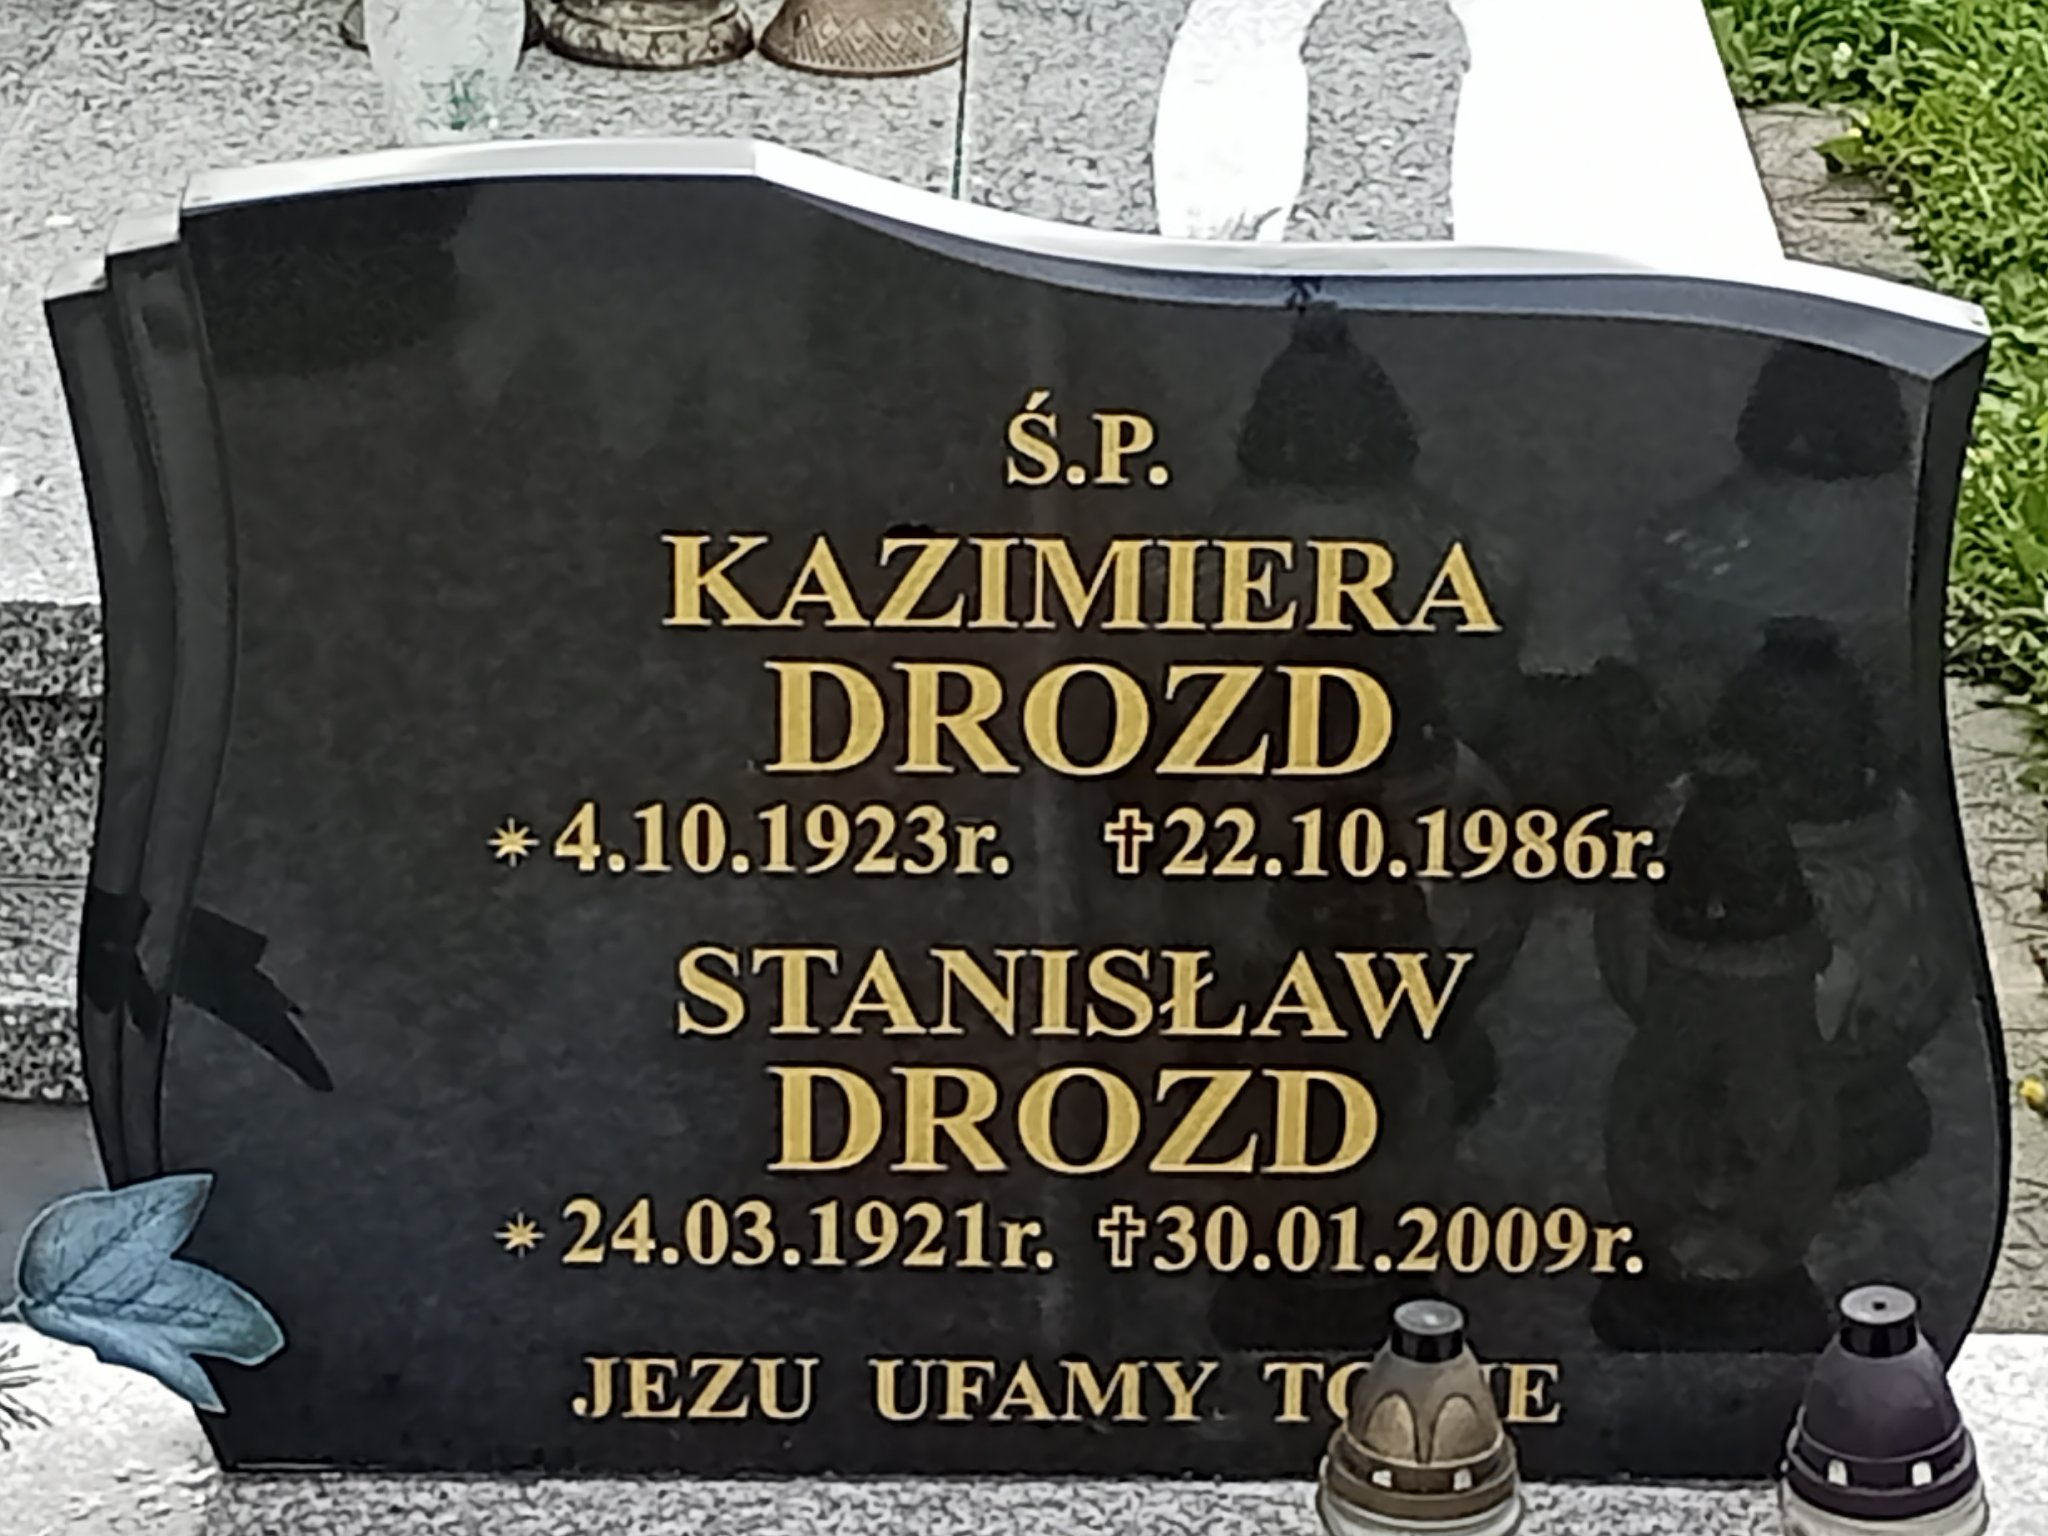 Ś.P.
KAZIMIERA
DROZD
✴4.10.1923r. ✝22.10.1986r.
STANISŁAW
DROZD
✴24.03.1921r. ✝30.01.2009r.
JEZU UFAMY